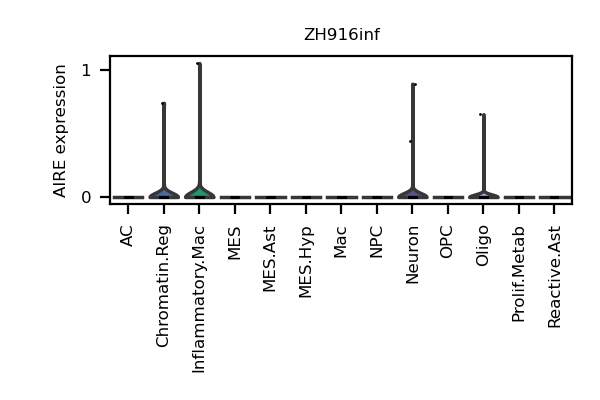 ZH916inf
AIRE expression
1
0
AC
Chromatin.Reg
Inflammatory.Mac
MES
MES.Ast
MES.Hyp
Mac
NPC
Neuron
OPC
Oligo
Prolif.Metab
Reactive.Ast